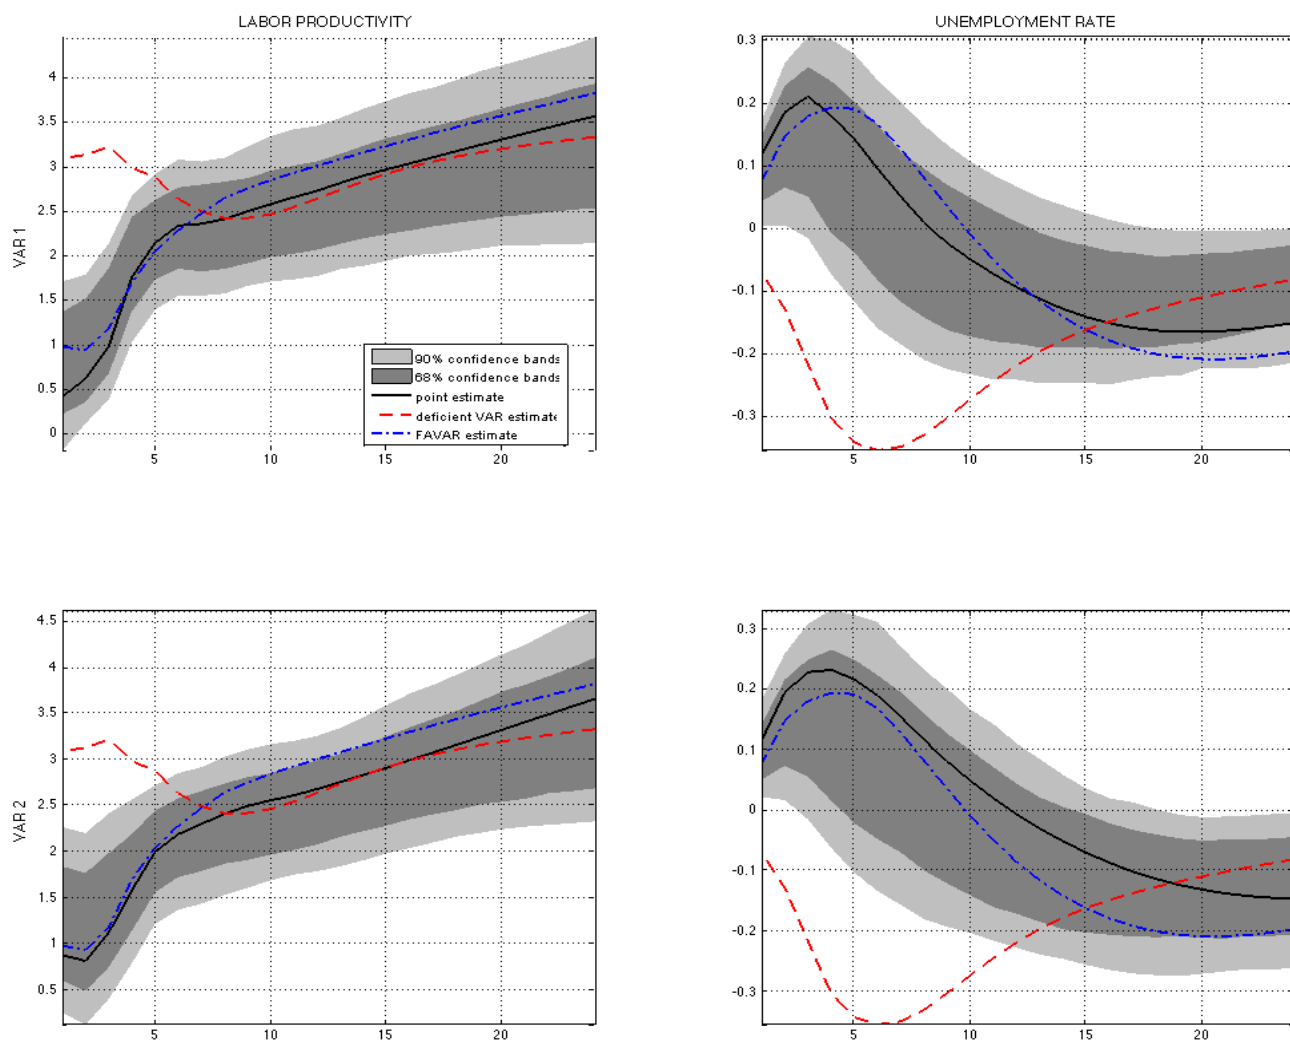 LABOR PRODUCTIVITY
4
3.5
3
2.5
2
1.5
1
0.5
0
VAR 1
90% confidence bands
68% confidence bands
point estimate
deficient VAR estimate
FAVAR estimate
5 10 15 20
UNEMPLOYMENT RATE
0.3
0.2
0.1
0
-0.1
-0.2
-0.3
5 10 15 20
4.5
4
3.5
3
2.5
2
1.5
1
0.5
VAR 2
5 10 15 20
0.3
0.2
0.1
0
-0.1
-0.2
-0.3
5 10 15 20